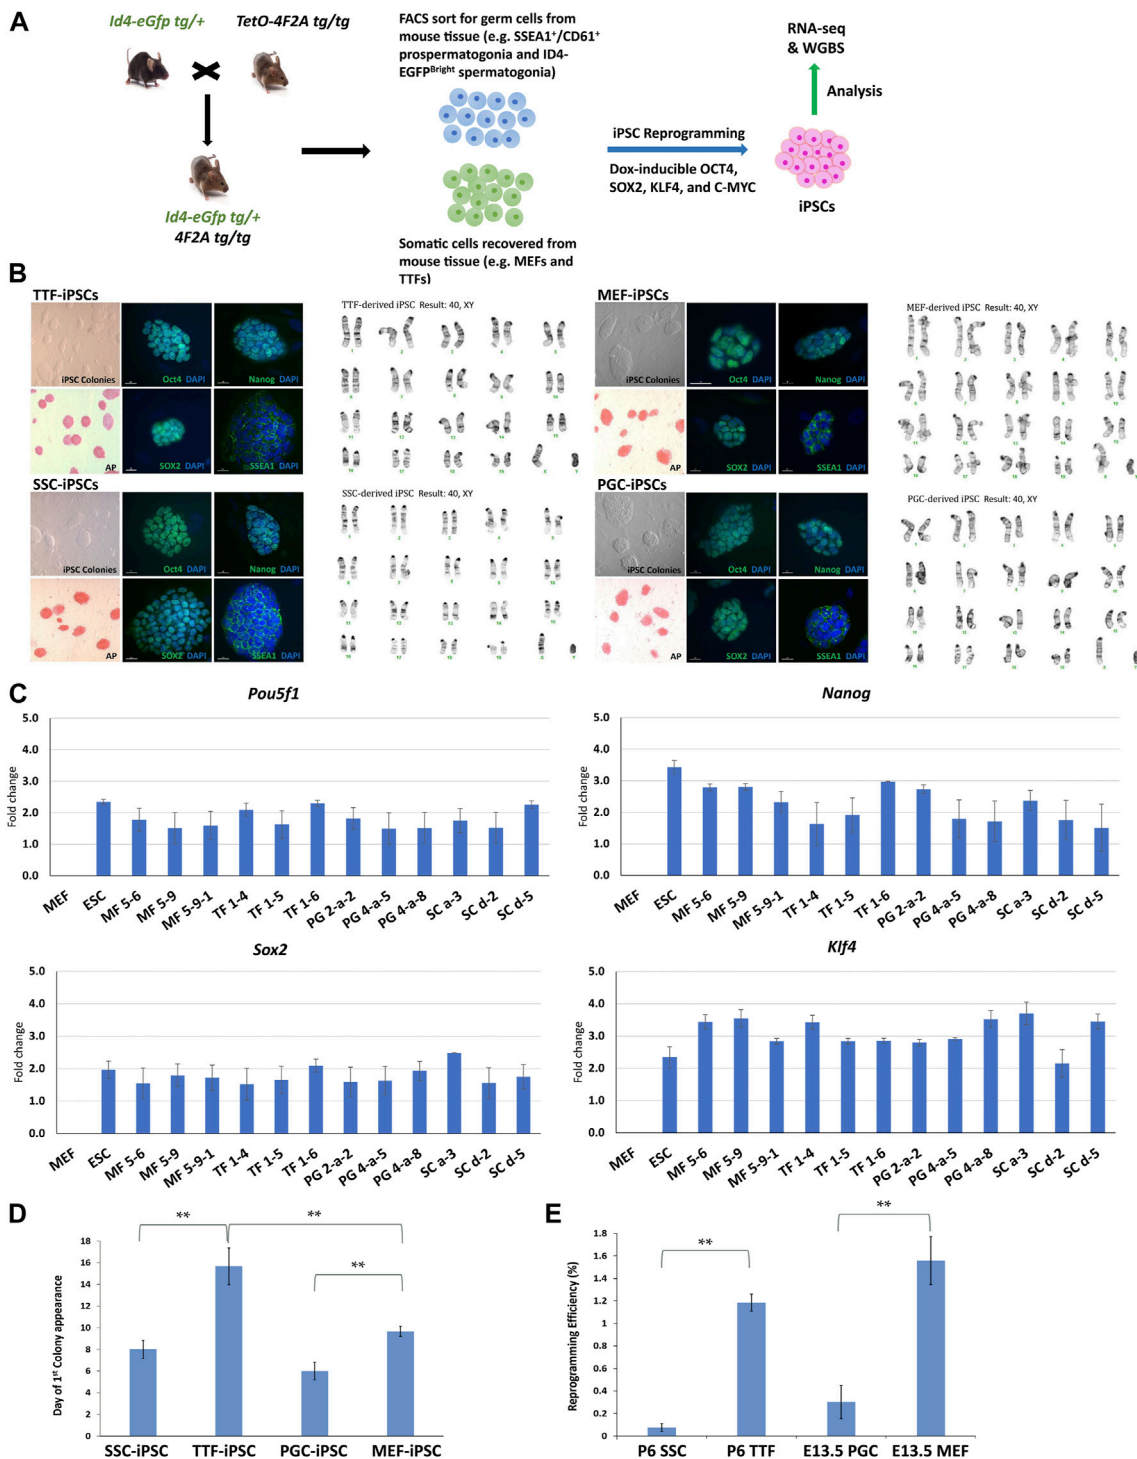 A
Id4-eGfp tg/+
TetO-4F2A tg/tg
Id4-eGfp tg/+
4F2A tg/tg
FACS sort for germ cells from
mouse tissue (e.g. SSEA1⁺/CD61⁺
prospermatogonia and ID4-
EGFP^Bright spermatogonia)
Somatic cells recovered from
mouse tissue (e.g. MEFs and
TTFs)
iPSC Reprogramming
Dox-inducible OCT4,
SOX2, KLF4, and C-MYC
RNA-seq
& WGBS
Analysis
iPSCs
B
TTF-iPSCs
iPSC Colonies
Oct4 DAPI
Nanog DAPI
AP
SOX2 DAPI
SSEA1 DAPI
TTF-derived iPSC Result: 40, XY
MEF-iPSCs
iPSC Colonies
Oct4 DAPI
Nanog DAPI
AP
SOX2 DAPI
SSEA1 DAPI
MEF-derived iPSC Result: 40, XY
SSC-iPSCs
iPSC Colonies
Oct4 DAPI
Nanog DAPI
AP
SOX2 DAPI
SSEA1 DAPI
SSC-derived iPSC Result: 40, XY
PGC-iPSCs
iPSC Colonies
Oct4 DAPI
Nanog DAPI
AP
SOX2 DAPI
SSEA1 DAPI
PGC-derived iPSC Result: 40, XY
C
Pou5f1
Fold change
5.0
4.0
3.0
2.0
1.0
0.0
MEF ESC MF 5-6 MF 5-9 MF 5-9-1 TF 1-4 TF 1-5 TF 1-6 PG 2-a-2 PG 4-a-5 PG 4-a-8 SC a-3 SC d-2 SC d-5
Nanog
Fold change
5.0
4.0
3.0
2.0
1.0
0.0
MEF ESC MF 5-6 MF 5-9 MF 5-9-1 TF 1-4 TF 1-5 TF 1-6 PG 2-a-2 PG 4-a-5 PG 4-a-8 SC a-3 SC d-2 SC d-5
Sox2
Fold change
5.0
4.0
3.0
2.0
1.0
0.0
MEF ESC MF 5-6 MF 5-9 MF 5-9-1 TF 1-4 TF 1-5 TF 1-6 PG 2-a-2 PG 4-a-5 PG 4-a-8 SC a-3 SC d-2 SC d-5
Klf4
Fold change
5.0
4.0
3.0
2.0
1.0
0.0
MEF ESC MF 5-6 MF 5-9 MF 5-9-1 TF 1-4 TF 1-5 TF 1-6 PG 2-a-2 PG 4-a-5 PG 4-a-8 SC a-3 SC d-2 SC d-5
D
Day of 1st Colony appearance
18
16
14
12
10
8
6
4
2
0
** ** **
SSC-iPSC TTF-iPSC PGC-iPSC MEF-iPSC
E
Reprogramming Efficiency (%)
1.8
1.6
1.4
1.2
1
0.8
0.6
0.4
0.2
0
** **
P6 SSC P6 TTF E13.5 PGC E13.5 MEF